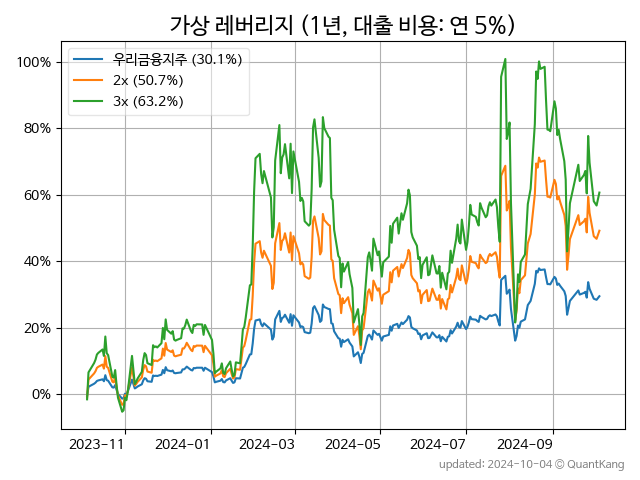 가상 레버리지 (1년, 대출 비용: 연 5%)
우리금융지주 (30.1%)
2x (50.7%)
3x (63.2%)
100%
80%
60%
40%
20%
0%
2023-11 2024-01 2024-03 2024-05 2024-07 2024-09
updated: 2024-10-04 © QuantKang